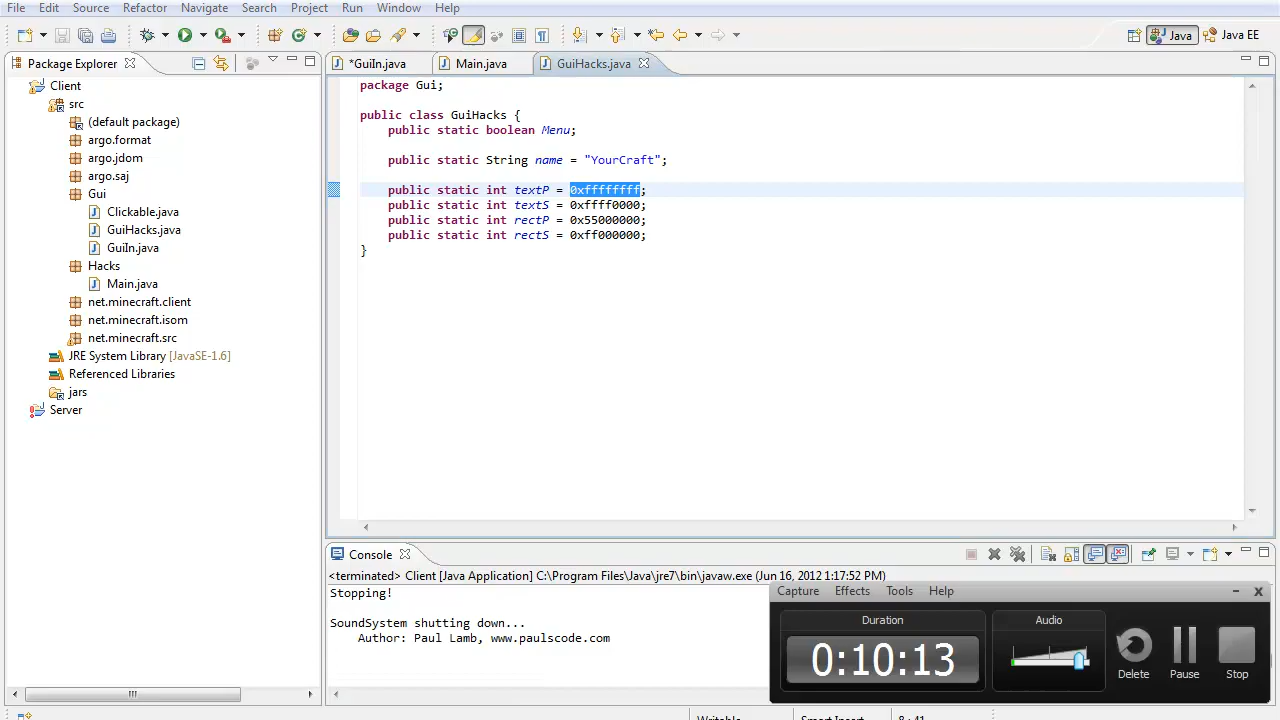 File Edit Source Refactor Navigate Search Project Run Window Help
Java Java EE
Package Explorer
*GuiIn.java Main.java GuiHacks.java
Client
src
(default package)
argo.format
argo.jdom
argo.saj
Gui
Clickable.java
GuiHacks.java
GuiIn.java
Hacks
Main.java
net.minecraft.client
net.minecraft.isom
net.minecraft.src
JRE System Library [JavaSE-1.6]
Referenced Libraries
jars
Server
package Gui;
public class GuiHacks {
public static boolean Menu;
public static String name = "YourCraft";
public static int textP = 0xffffffff;
public static int textS = 0xffff0000;
public static int rectP = 0x55000000;
public static int rectS = 0xff000000;
}
Console
<terminated> Client [Java Application] C:\Program Files\Java\jre7\bin\javaw.exe (Jun 16, 2012 1:17:52 PM)
Stopping!
SoundSystem shutting down...
Author: Paul Lamb, www.paulscode.com
Capture Effects Tools Help
Duration
0:10:13
Audio
Delete Pause Stop
Writable Smart Insert 8 : 41